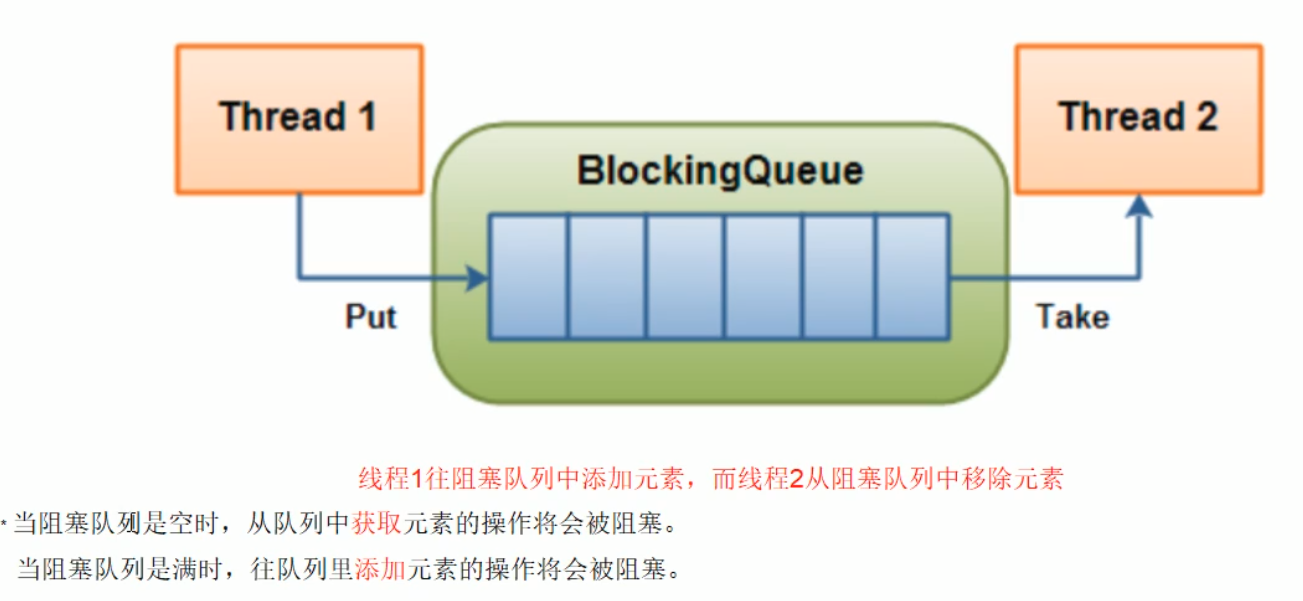 Thread 1
Thread 2
BlockingQueue
Put
Take
线程1往阻塞队列中添加元素，而线程2从阻塞队列中移除元素
* 当阻塞队列是空时，从队列中获取元素的操作将会被阻塞。
当阻塞队列是满时，往队列里添加元素的操作将会被阻塞。